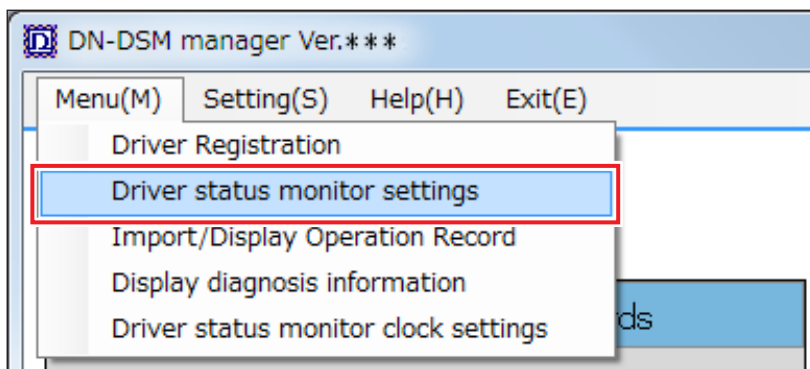 DN-DSM manager Ver.***
Menu(M) Setting(S) Help(H) Exit(E)
Driver Registration
Driver status monitor settings
Import/Display Operation Record
Display diagnosis information
Driver status monitor clock settings